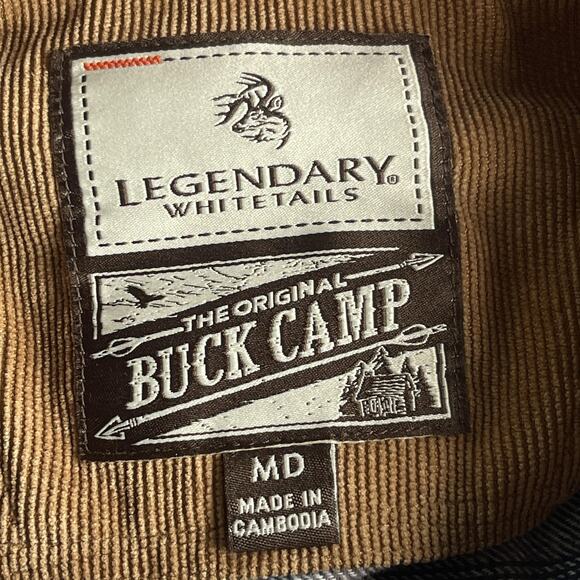 LEGENDARY®
WHITETAILS
THE ORIGINAL
BUCK CAMP
MD
MADE IN
CAMBODIA